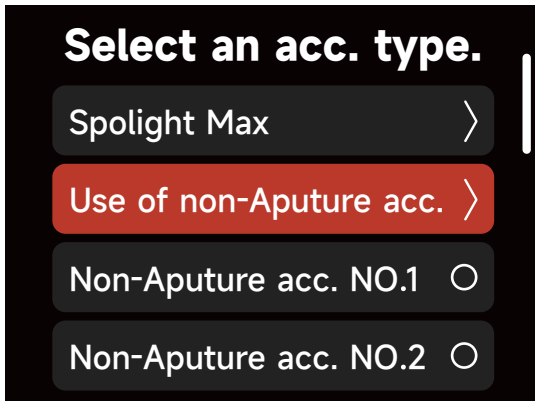 Select an acc. type.
Spolight Max
Use of non-Aputure acc.
Non-Aputure acc. NO.1
Non-Aputure acc. NO.2